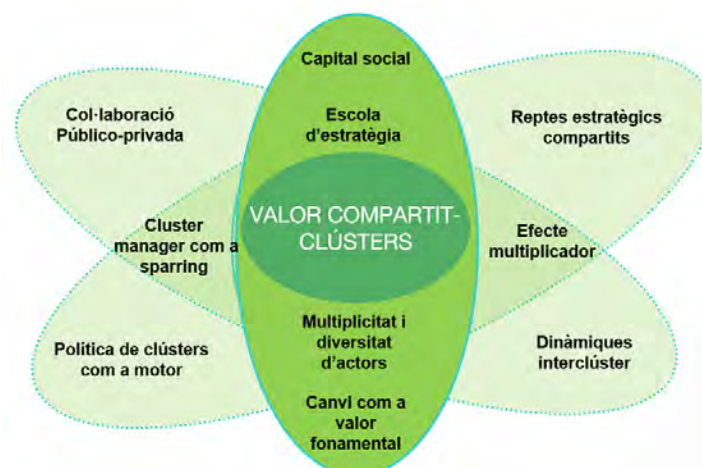 Capital social
Col·laboració
Público-privada
Escola
d'estratègia
Reptes estratègics
compartits
VALOR COMPARTIT-
CLÚSTERS
Cluster
manager com a
sparring
Efecte
multiplicador
Multiplicitat i
diversitat
d'actors
Política de clústers
com a motor
Dinàmiques
interclúster
Canvi com a
valor
fonamental